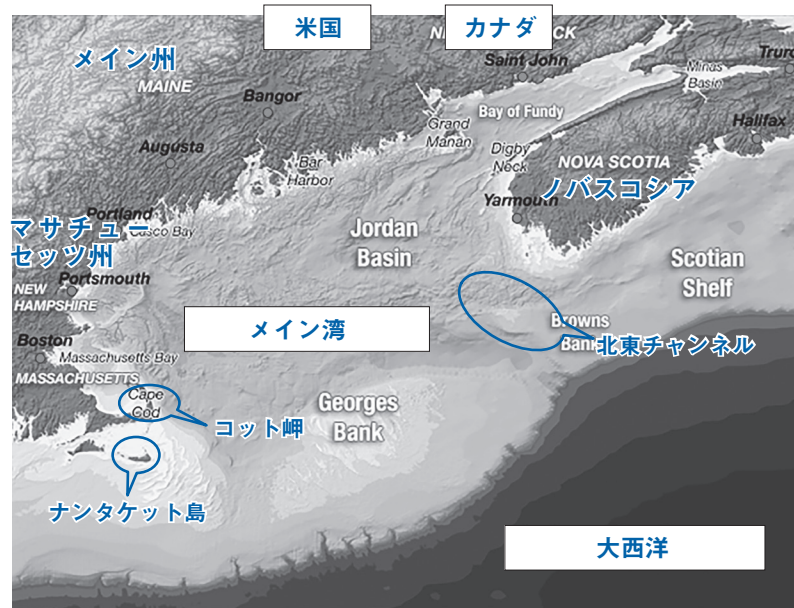 米国
カナダ
メイン州
MAINE
Bangor
Augusta
Saint John
Bay of Fundy
Minas
Basin
Truro
Halifax
Grand
Manan
Digby
Neck
NOVA SCOTIA
ノバスコシア
Yarmouth
Bar
Harbor
Portland
Casco Bay
マサチュー
セッツ州
Portsmouth
NEW
HAMPSHIRE
Jordan
Basin
Scotian
Shelf
メイン湾
Browns
Bank
北東チャンネル
Boston
Massachusetts Bay
MASSACHUSETTS
Cape
Cod
コット岬
Georges
Bank
ナンタケット島
大西洋